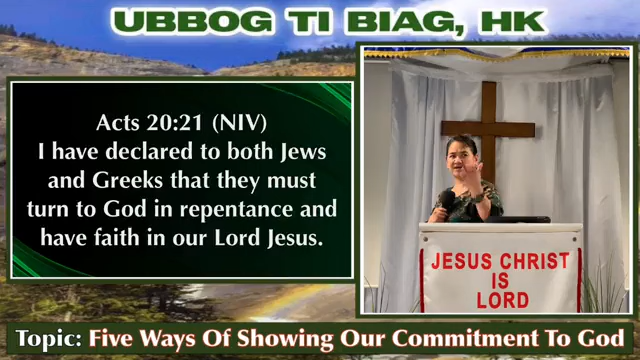 UBBOG TI BIAG, HK
Acts 20:21 (NIV)
I have declared to both Jews
and Greeks that they must
turn to God in repentance and
have faith in our Lord Jesus.
JESUS CHRIST
IS
LORD
Topic: Five Ways Of Showing Our Commitment To God